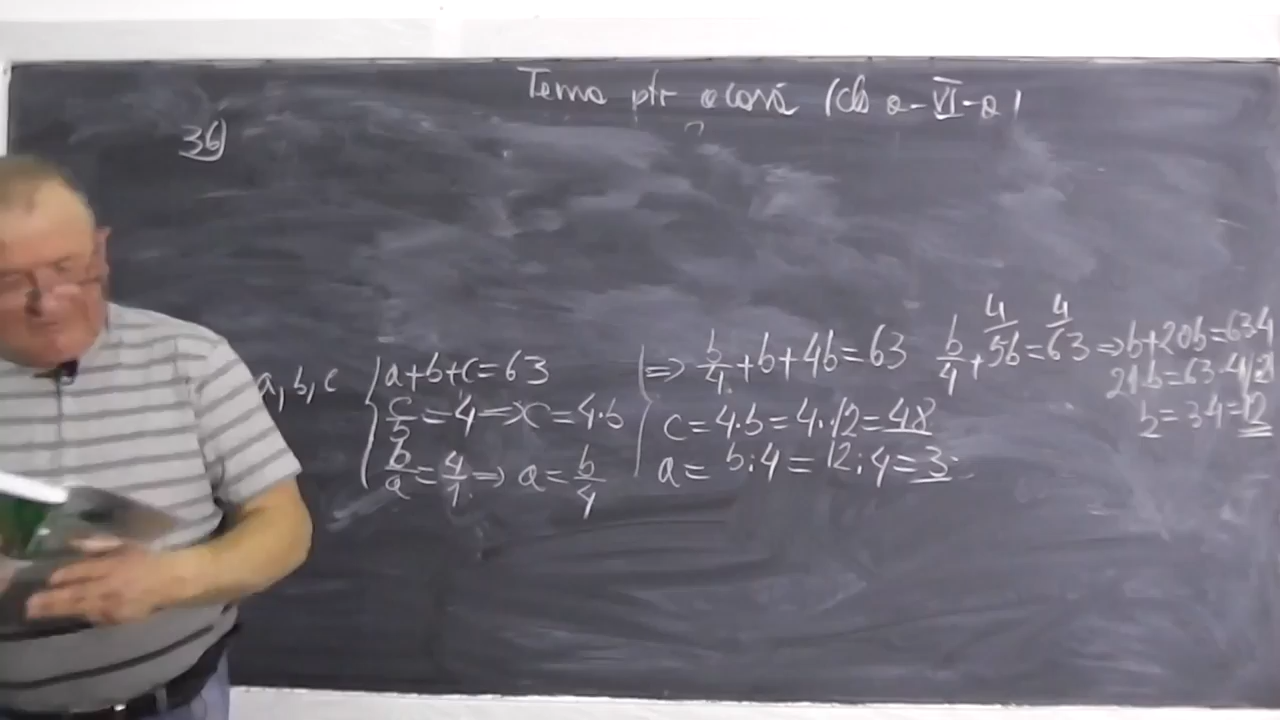 Tema ptr acasă (cls a-VI-a)
36)
a, b, c
a+b+c=63
c/b=4=>c=4·b
b/a=4/1=>a=b/4
=> b/4+b+4b=63
c=4·b=4·12=48
a= b:4=12:4=3
b/4+5b=63 =>b+20b=63·4
21b=63·4|:21
b=3·4=12